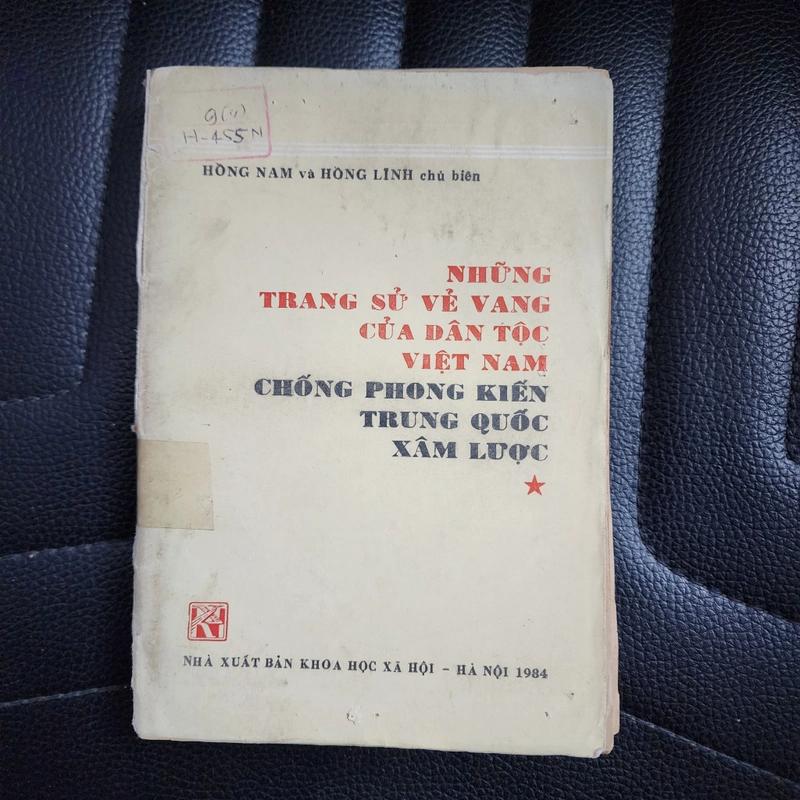 9(V)
H-455N
HỒNG NAM và HỒNG LĨNH chủ biên
NHỮNG
TRANG SỬ VẺ VANG
CỦA DÂN TỘC
VIỆT NAM
CHỐNG PHONG KIẾN
TRUNG QUỐC
XÂM LƯỢC
NHÀ XUẤT BẢN KHOA HỌC XÃ HỘI - HÀ NỘI 1984